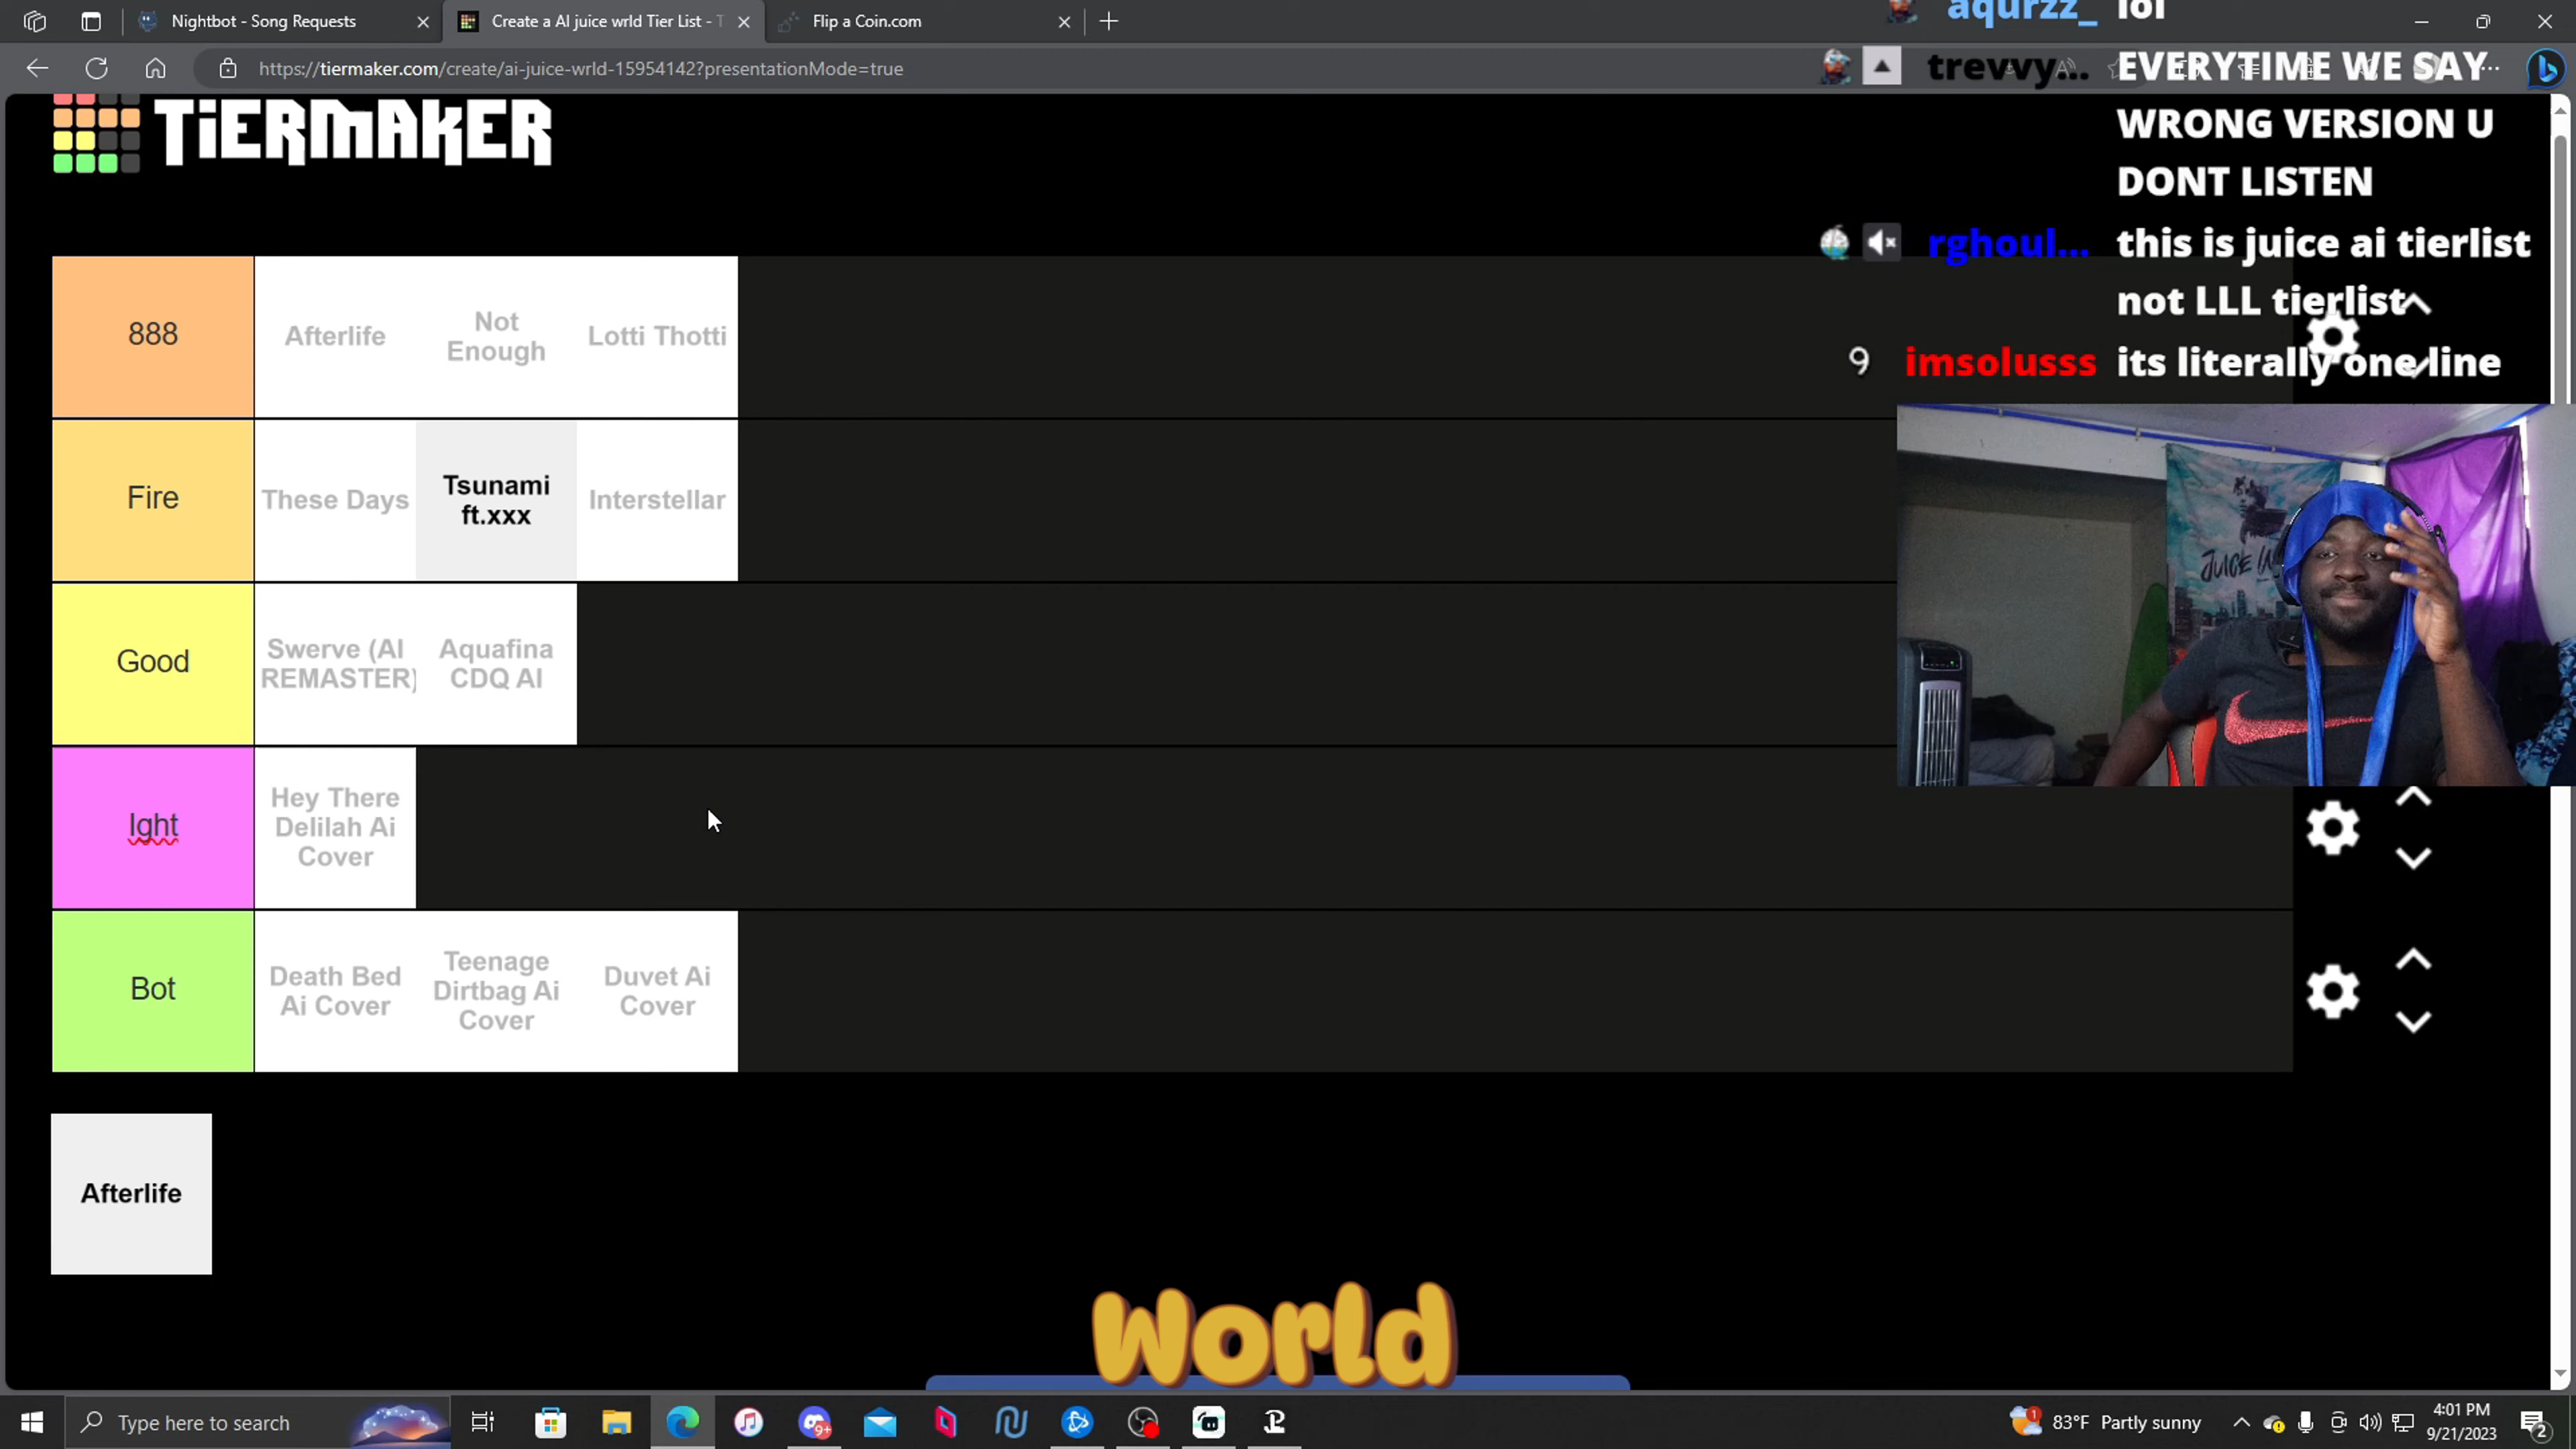 Nightbot - Song Requests
Create a AI juice wrld Tier List - T
Flip a Coin.com
aqurzz_ lol
https://tiermaker.com/create/ai-juice-wrld-15954142?presentationMode=true
trevvy... EVERYTIME WE SAY
WRONG VERSION U
DONT LISTEN
TiERMAKER
rghoul... this is juice ai tierlist
not LLL tierlist
imsolusss its literally one line
888
Afterlife
Not
Enough
Lotti Thotti
Fire
These Days
Tsunami
ft.xxx
Interstellar
Good
Swerve (AI
REMASTER)
Aquafina
CDQ AI
Ight
Hey There
Delilah Ai
Cover
Bot
Death Bed
Ai Cover
Teenage
Dirtbag Ai
Cover
Duvet Ai
Cover
Afterlife
World
Type here to search
9+
83°F Partly sunny
4:01 PM
9/21/2023
2